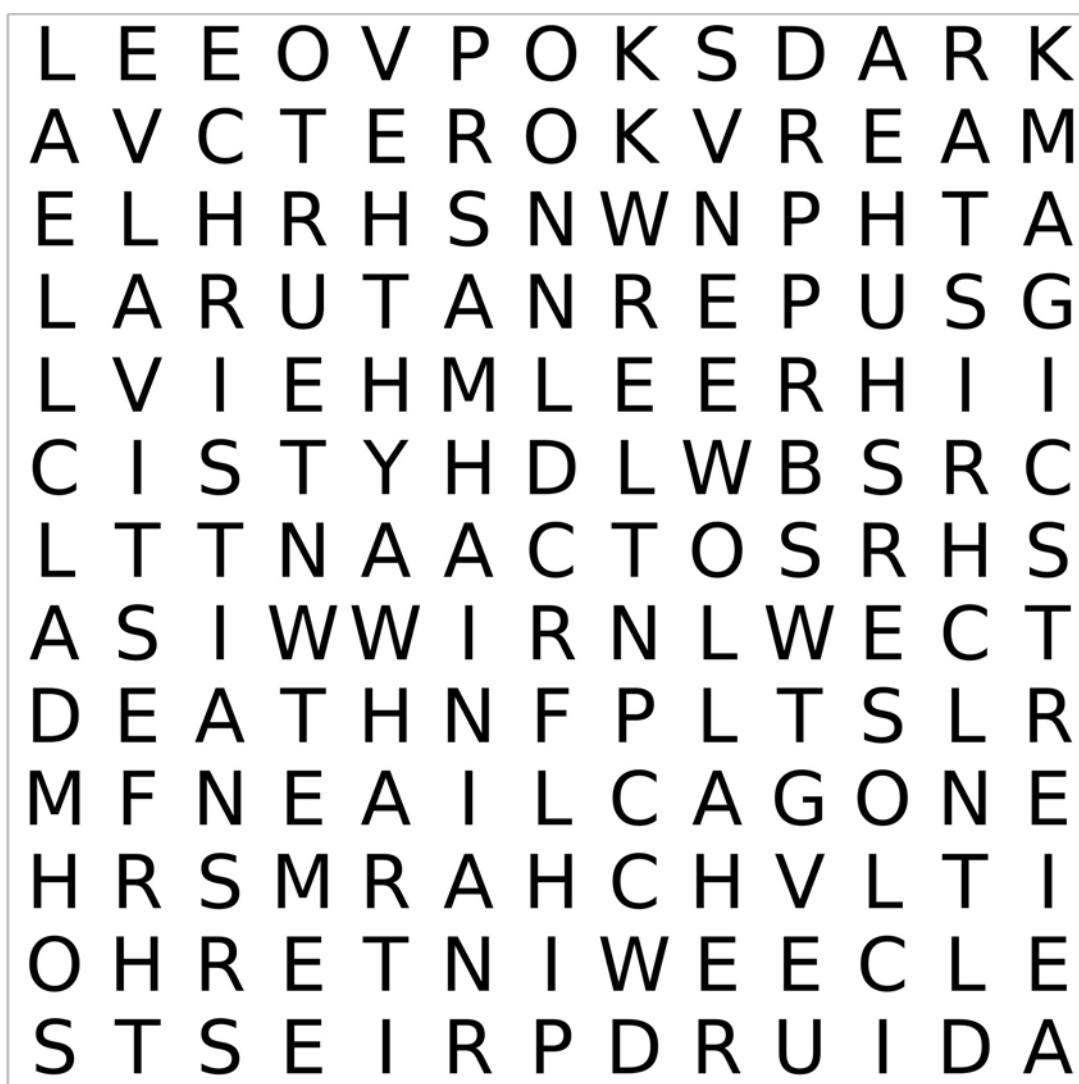 L E E O V P O K S D A R K
A V C T E R O K V R E A M
E L H R H S N W N P H T A
L A R U T A N R E P U S G
L V I E H M L E E R H I I
C I S T Y H D L W B S R C
L T T N A A C T O S R H S
A S I W W I R N L W E C T
D E A T H N F P L T S L R
M F N E A I L C A G O N E
H R S M R A H C H V L T I
O H R E T N I W E E C L E
S T S E I R P D R U I D A